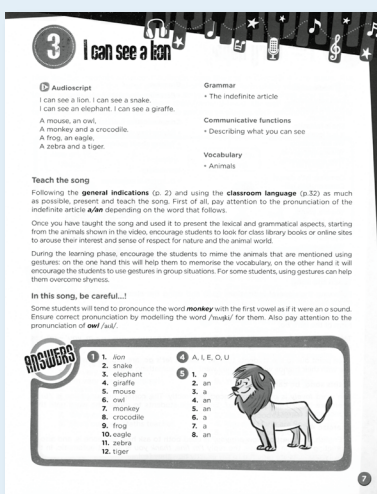 3 I can see a lion
Audioscript
I can see a lion. I can see a snake.
I can see an elephant. I can see a giraffe.
A mouse, an owl,
A monkey and a crocodile.
A frog, an eagle,
A zebra and a tiger.
Grammar
• The indefinite article
Communicative functions
• Describing what you can see
Vocabulary
• Animals
Teach the song
Following the general indications (p. 2) and using the classroom language (p.32) as much
as possible, present and teach the song. First of all, pay attention to the pronunciation of the
indefinite article a/an depending on the word that follows.
Once you have taught the song and used it to present the lexical and grammatical aspects, starting
from the animals shown in the video, encourage students to look for class library books or online sites
to arouse their interest and sense of respect for nature and the animal world.
During the learning phase, encourage the students to mime the animals that are mentioned using
gestures: on the one hand this will help them to memorise the vocabulary, on the other hand it will
encourage the students to use gestures in group situations. For some students, using gestures can help
them overcome shyness.
In this song, be careful...!
Some students will tend to pronounce the word monkey with the first vowel as if it were an o sound.
Ensure correct pronunciation by modelling the word /mʌŋki/ for them. Also pay attention to the
pronunciation of owl /aʊl/.
ANSWERS
1 1. lion
2. snake
3. elephant
4. giraffe
5. mouse
6. owl
7. monkey
8. crocodile
9. frog
10. eagle
11. zebra
12. tiger
4 A, I, E, O, U
5 1. a
2. an
3. a
4. an
5. an
6. a
7. a
8. an
7